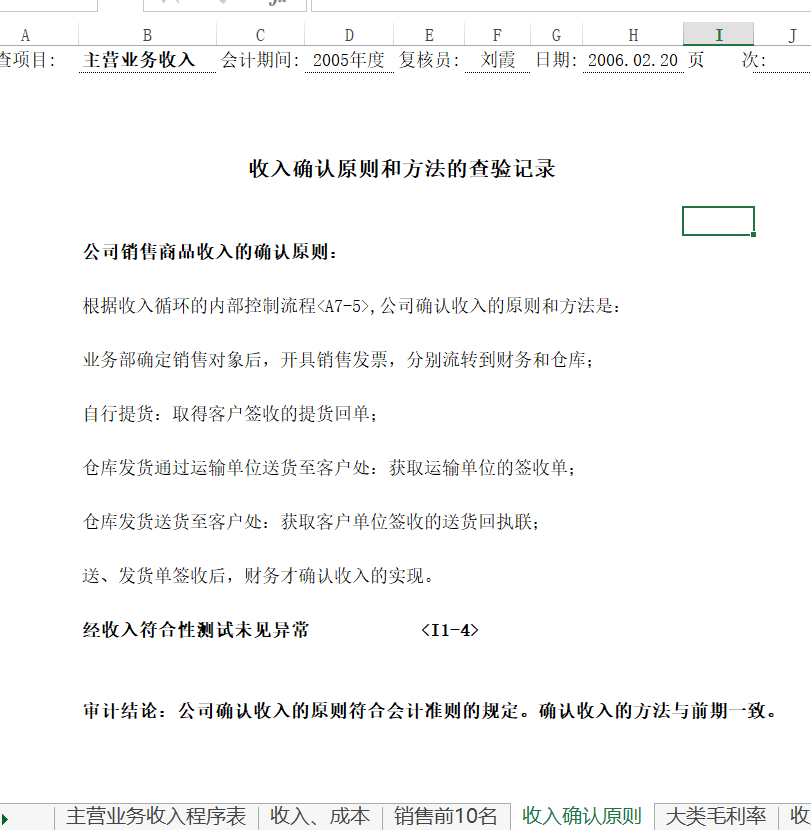 A B C D E F G H I J
查项目: 主营业务收入 会计期间: 2005年度 复核员: 刘霞 日期: 2006.02.20 页 次:
收入确认原则和方法的查验记录
公司销售商品收入的确认原则:
根据收入循环的内部控制流程<A7-5>,公司确认收入的原则和方法是:
业务部确定销售对象后，开具销售发票，分别流转到财务和仓库;
自行提货: 取得客户签收的提货回单;
仓库发货通过运输单位送货至客户处: 获取运输单位的签收单;
仓库发货送货至客户处: 获取客户单位签收的送货回执联;
送、发货单签收后，财务才确认收入的实现。
经收入符合性测试未见异常 <I1-4>
审计结论: 公司确认收入的原则符合会计准则的规定。确认收入的方法与前期一致。
主营业务收入程序表 收入、成本 销售前10名 收入确认原则 大类毛利率 收